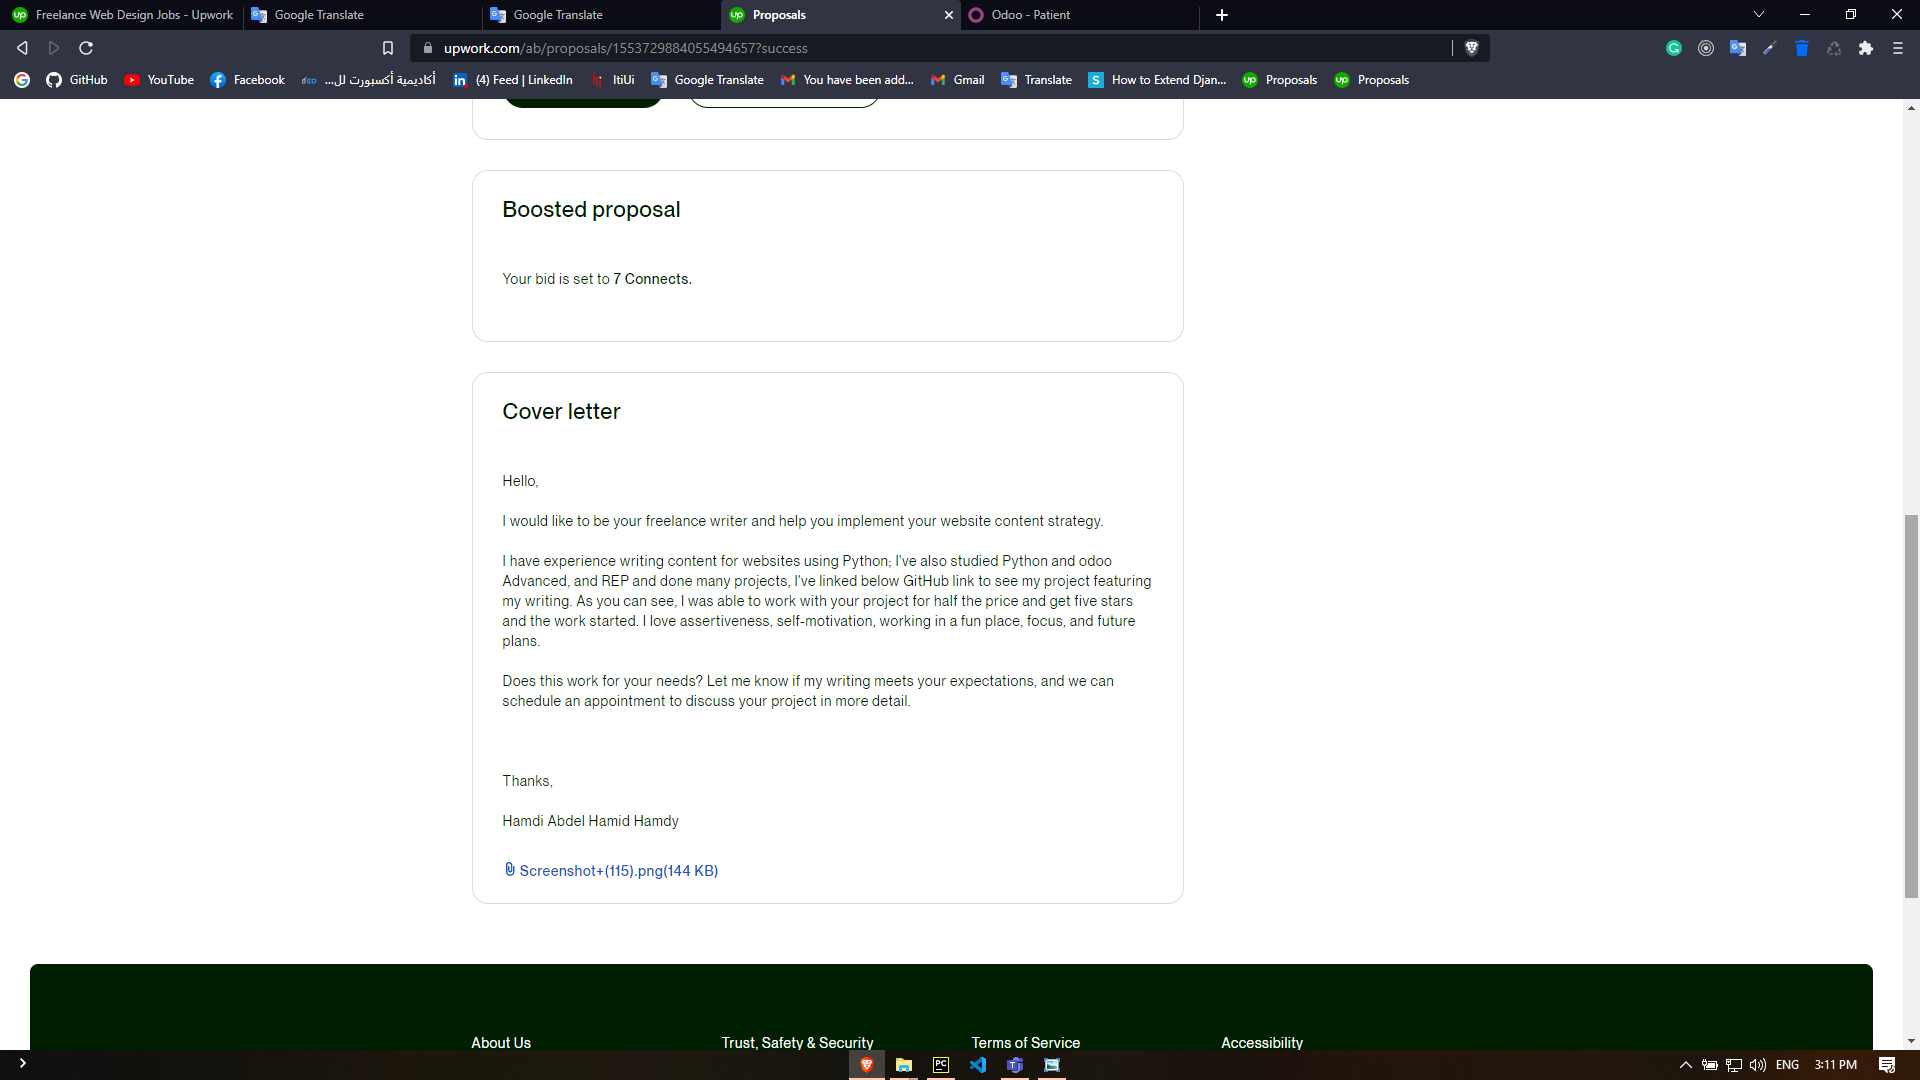 Freelance Web Design Jobs - Upwork
Google Translate
Google Translate
Proposals
Odoo - Patient
upwork.com/ab/proposals/1553729884055494657?success
GitHub
YouTube
Facebook
أكاديمية أكسبورت لل...
(4) Feed | LinkedIn
ItiUi
Google Translate
You have been add...
Gmail
Translate
How to Extend Djan...
Proposals
Proposals
Boosted proposal
Your bid is set to 7 Connects.
Cover letter
Hello,
I would like to be your freelance writer and help you implement your website content strategy.
I have experience writing content for websites using Python; I've also studied Python and odoo
Advanced, and REP and done many projects, I've linked below GitHub link to see my project featuring
my writing. As you can see, I was able to work with your project for half the price and get five stars
and the work started. I love assertiveness, self-motivation, working in a fun place, focus, and future
plans.
Does this work for your needs? Let me know if my writing meets your expectations, and we can
schedule an appointment to discuss your project in more detail.
Thanks,
Hamdi Abdel Hamid Hamdy
Screenshot+(115).png(144 KB)
About Us
Trust, Safety & Security
Terms of Service
Accessibility
ENG
3:11 PM